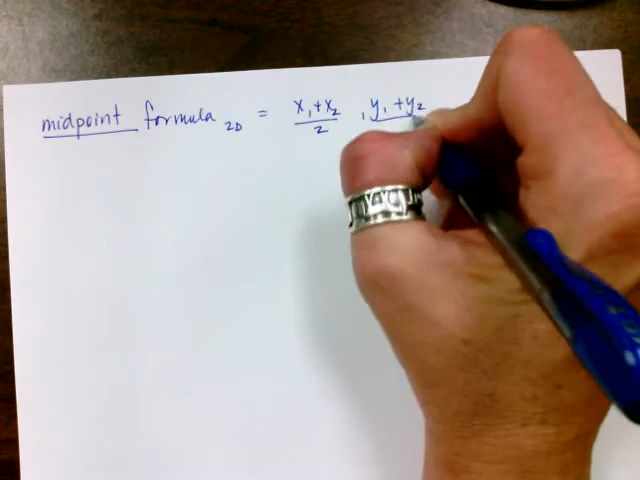 midpoint formula 2D = x₁+x₂/2 , y₁+y₂